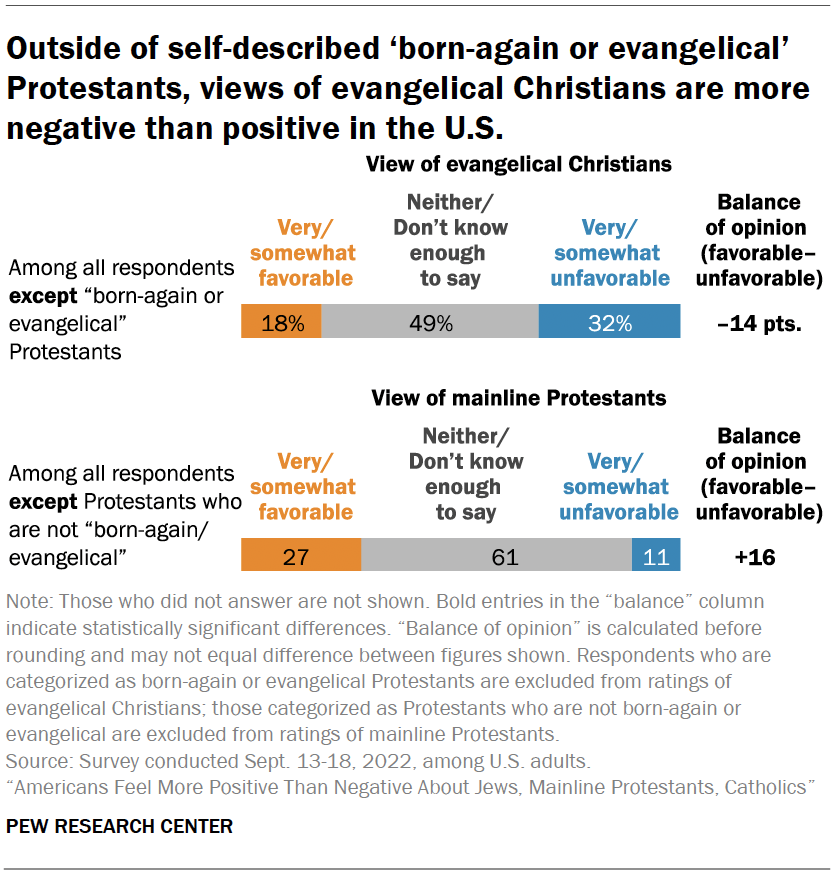 Outside of self-described ‘born-again or evangelical’
Protestants, views of evangelical Christians are more
negative than positive in the U.S.
View of evangelical Christians
Among all respondents
except “born-again or
evangelical”
Protestants
Very/
somewhat
favorable
Neither/
Don’t know
enough
to say
Very/
somewhat
unfavorable
Balance
of opinion
(favorable–
unfavorable)
18%
49%
32%
–14 pts.
View of mainline Protestants
Among all respondents
except Protestants who
are not “born-again/
evangelical”
Very/
somewhat
favorable
Neither/
Don’t know
enough
to say
Very/
somewhat
unfavorable
Balance
of opinion
(favorable–
unfavorable)
27
61
11
+16
Note: Those who did not answer are not shown. Bold entries in the “balance” column
indicate statistically significant differences. “Balance of opinion” is calculated before
rounding and may not equal difference between figures shown. Respondents who are
categorized as born-again or evangelical Protestants are excluded from ratings of
evangelical Christians; those categorized as Protestants who are not born-again or
evangelical are excluded from ratings of mainline Protestants.
Source: Survey conducted Sept. 13-18, 2022, among U.S. adults.
“Americans Feel More Positive Than Negative About Jews, Mainline Protestants, Catholics”
PEW RESEARCH CENTER